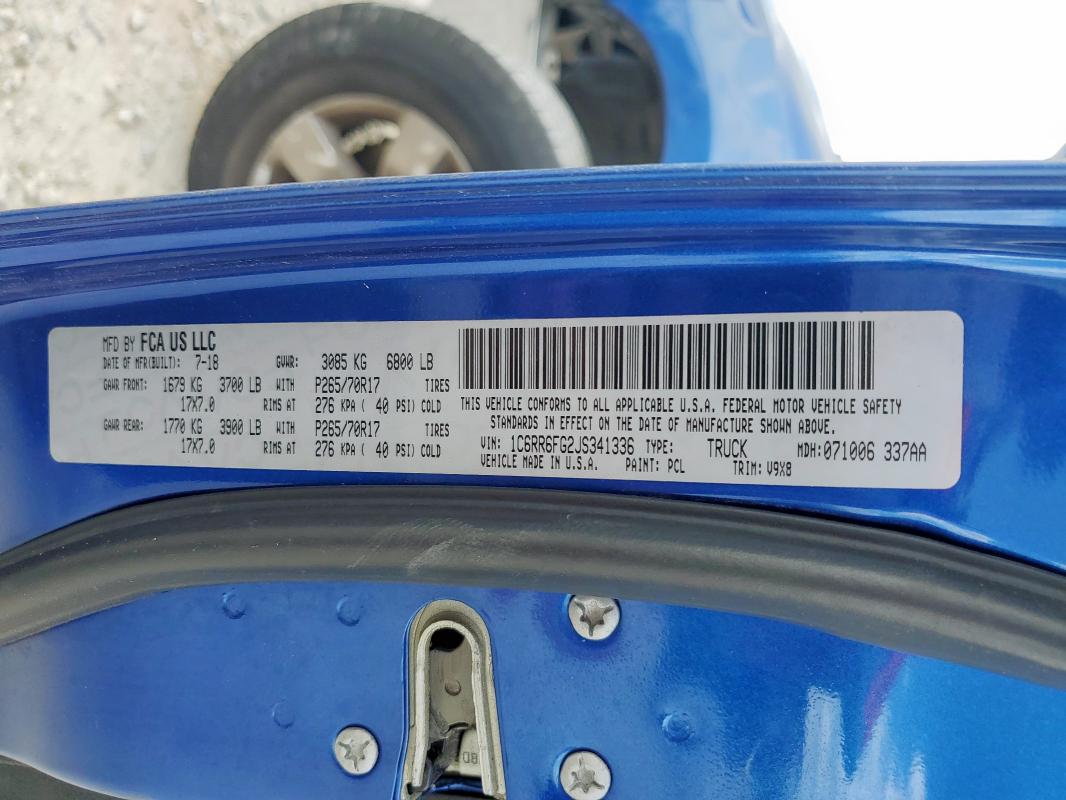 MFD BY FCA US LLC
DATE OF MFR(BUILT): 7-18 GVWR: 3085 KG 6800 LB
GAWR FRONT: 1679 KG 3700 LB WITH P265/70R17 TIRES
17X7.0 RIMS AT 276 KPA ( 40 PSI) COLD
GAWR REAR: 1770 KG 3900 LB WITH P265/70R17 TIRES
17X7.0 RIMS AT 276 KPA ( 40 PSI) COLD
THIS VEHICLE CONFORMS TO ALL APPLICABLE U.S.A. FEDERAL MOTOR VEHICLE SAFETY
STANDARDS IN EFFECT ON THE DATE OF MANUFACTURE SHOWN ABOVE.
VIN: 1C6RR6FG2JS341336 TYPE: TRUCK MDH:071006 337AA
VEHICLE MADE IN U.S.A. PAINT: PCL TRIM: V9X8